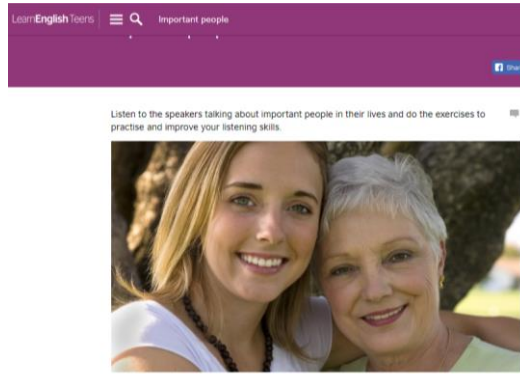 LearnEnglish Teens
Important people
Share
Listen to the speakers talking about important people in their lives and do the exercises to
practise and improve your listening skills.